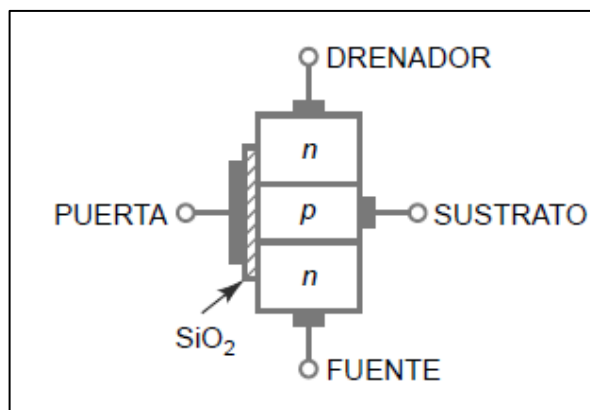 DRENADOR
n
PUERTA
p
SUSTRATO
n
SiO₂
FUENTE